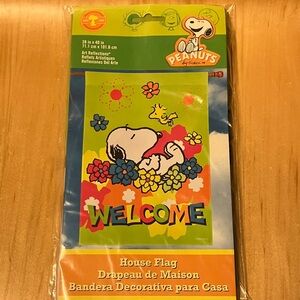 28 in x 40 in
71.1 cm x 101.6 cm
Art Reflections®
Reflets Artistiques
Reflexiones Del Arte
PEANUTS
WELCOME
House Flag
Drapeau de Maison
Bandera Decorativa para Casa